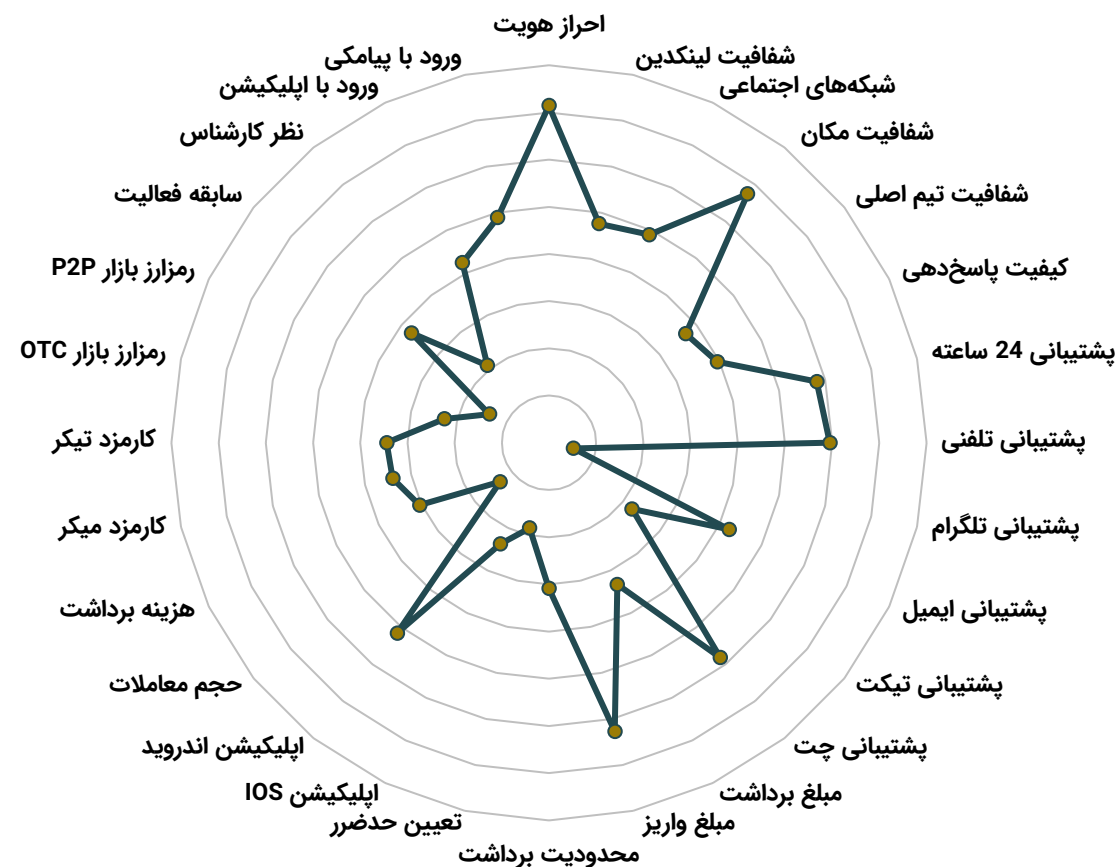 احراز هویت
شفافیت لینکدین
شبکه‌های اجتماعی
شفافیت مکان
شفافیت تیم اصلی
کیفیت پاسخ‌دهی
پشتیبانی 24 ساعته
پشتیبانی تلفنی
پشتیبانی تلگرام
پشتیبانی ایمیل
پشتیبانی تیکت
پشتیبانی چت
مبلغ برداشت
مبلغ واریز
محدودیت برداشت
تعیین حدضرر
اپلیکیشن IOS
اپلیکیشن اندروید
حجم معاملات
هزینه برداشت
کارمزد میکر
کارمزد تیکر
رمزارز بازار OTC
رمزارز بازار P2P
سابقه فعالیت
نظر کارشناس
ورود با اپلیکیشن
ورود با پیامکی